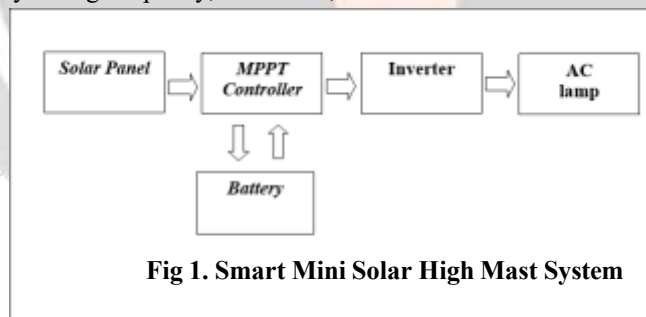 Solar Panel
MPPT
Controller
Inverter
AC
lamp
Battery
Fig 1. Smart Mini Solar High Mast System